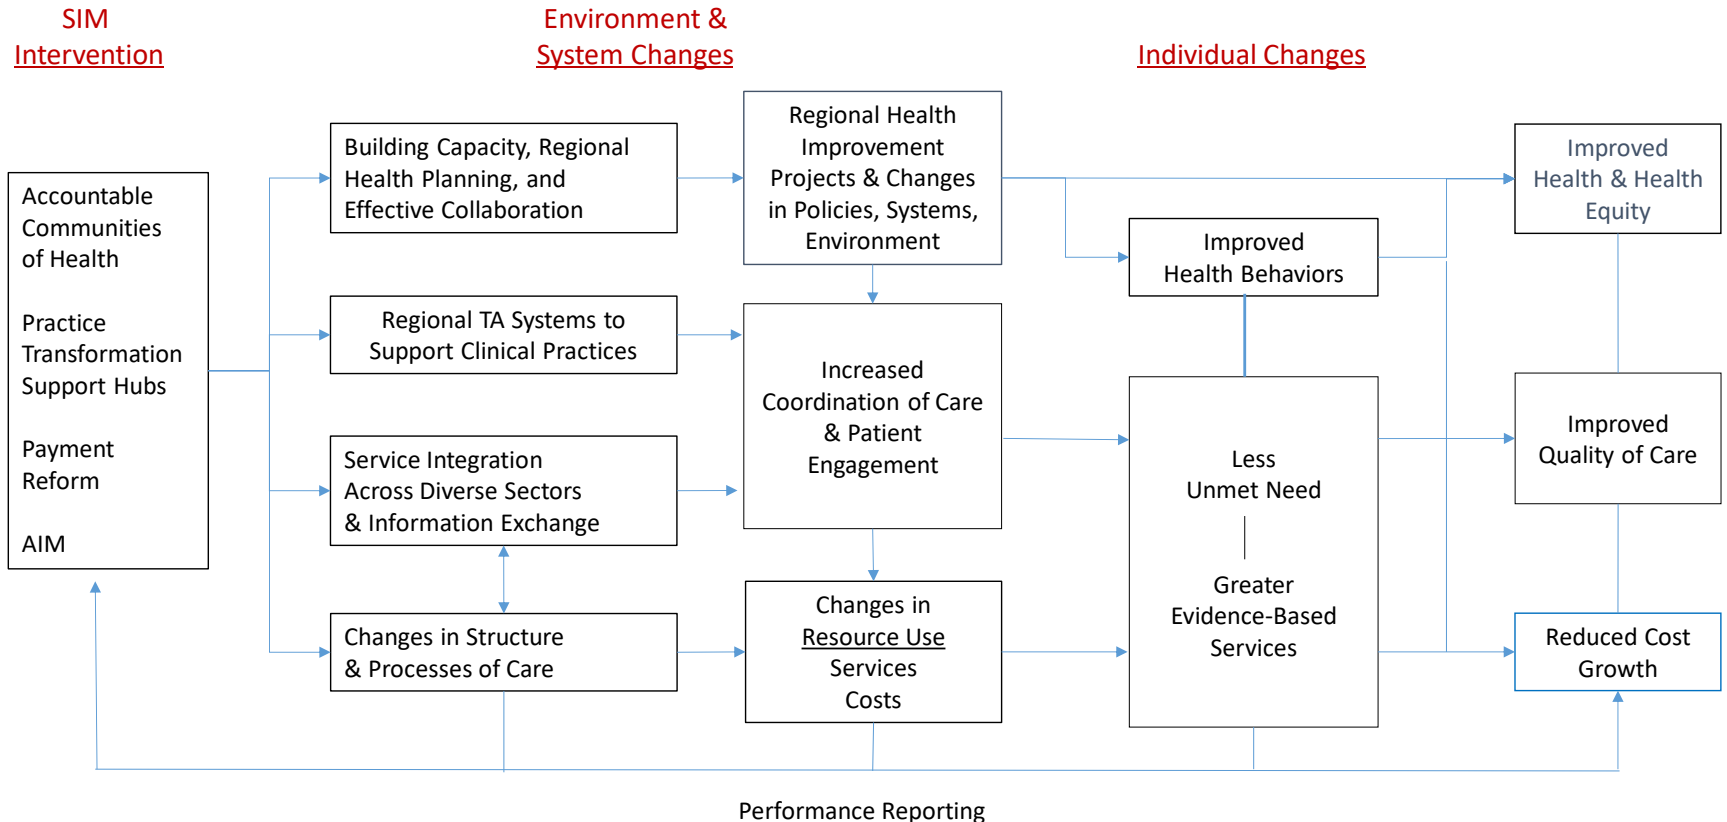 SIM
Intervention
Environment &
System Changes
Individual Changes
Accountable
Communities
of Health
Practice
Transformation
Support Hubs
Payment
Reform
AIM
Building Capacity, Regional
Health Planning, and
Effective Collaboration
Regional TA Systems to
Support Clinical Practices
Service Integration
Across Diverse Sectors
& Information Exchange
Changes in Structure
& Processes of Care
Regional Health
Improvement
Projects & Changes
in Policies, Systems,
Environment
Increased
Coordination of Care
& Patient
Engagement
Changes in
Resource Use
Services
Costs
Improved
Health Behaviors
Less
Unmet Need
Greater
Evidence-Based
Services
Improved
Health & Health
Equity
Improved
Quality of Care
Reduced Cost
Growth
Performance Reporting